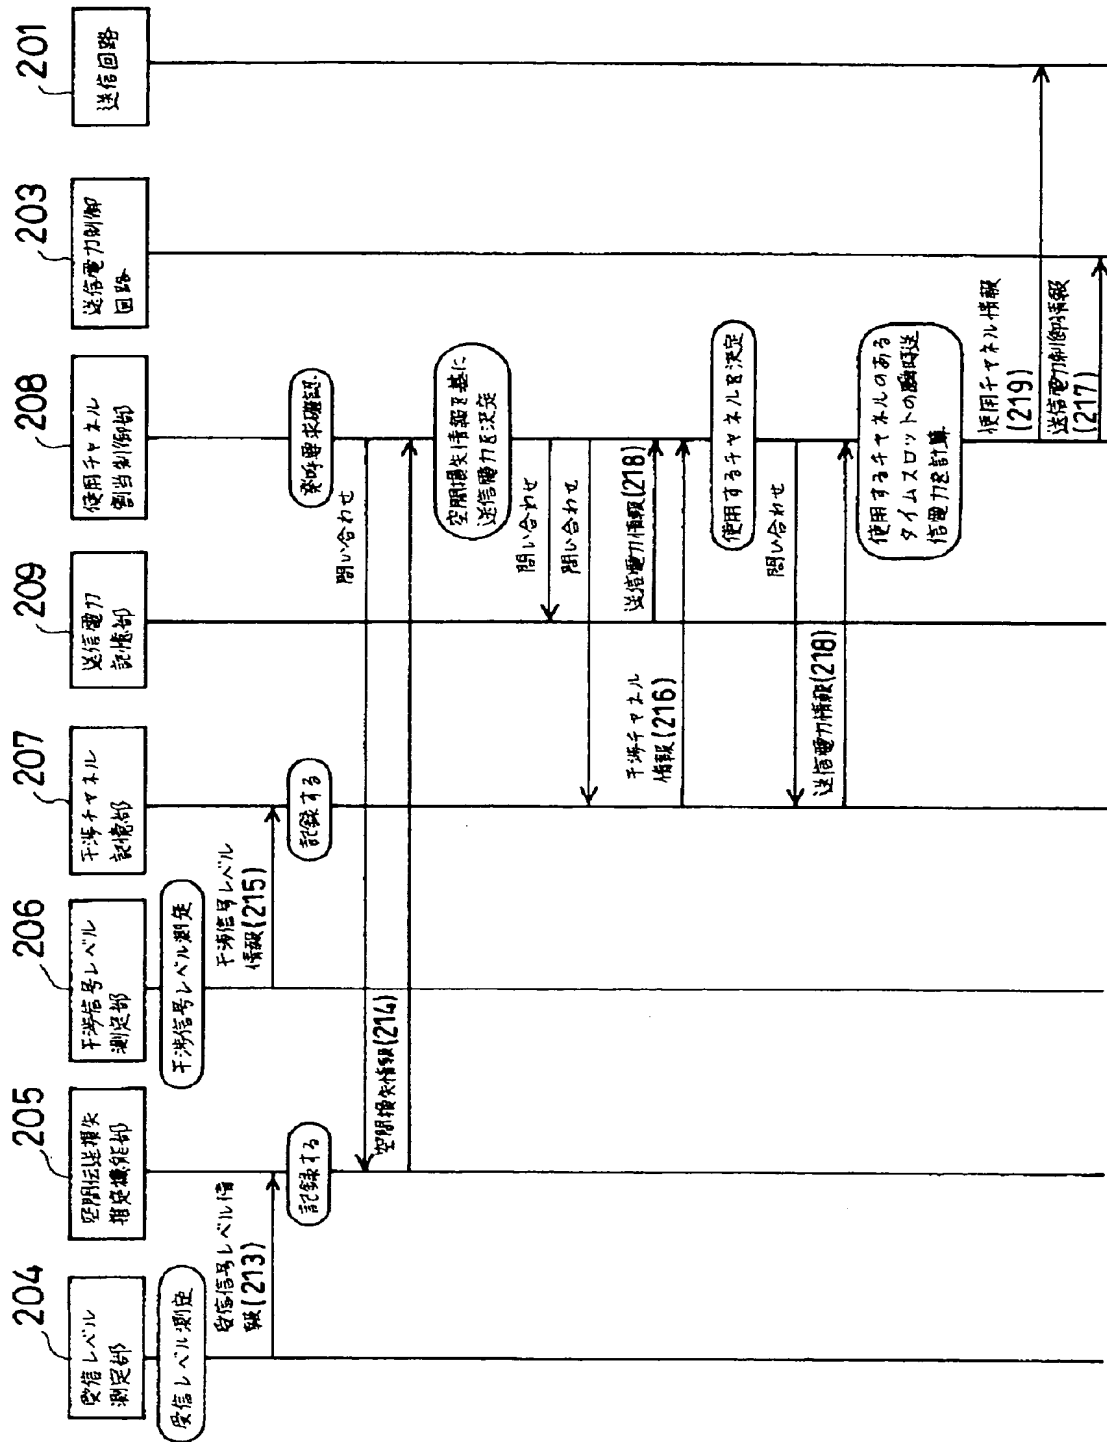 204
受信レベル
測定部
205
空間伝送損失
推定機能部
206
干渉信号レベル
測定部
207
干渉チャネル
記憶部
209
送信電力
記憶部
208
使用チャネル
割当制御部
203
送信電力制御
回路
201
送信回路
受信レベル測定
干渉信号レベル測定
受信信号レベル情
報(213)
干渉信号レベル
情報(215)
記録する
記録する
発呼要求確認
問い合わせ
空間損失情報(214)
空間損失情報を基に
送信電力を決定
問い合わせ
問い合わせ
送信電力情報(218)
干渉チャネル
情報(216)
使用するチャネルを決定
問い合わせ
送信電力情報(218)
使用するチャネルのある
タイムスロットの瞬時送
信電力を計算
使用チャネル情報
(219)
送信電力制御情報
(217)